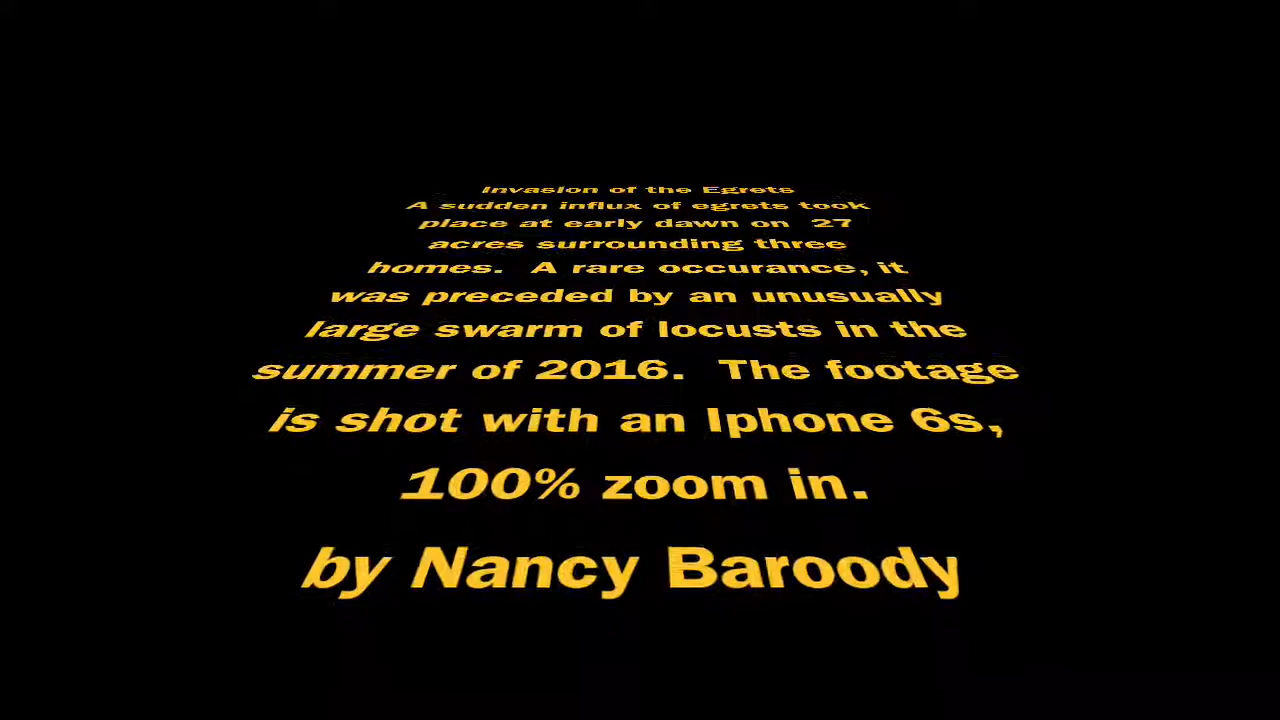 Invasion of the Egrets
A sudden influx of egrets took
place at early dawn on  27
acres surrounding three
homes.  A rare occurance, it
was preceded by an unusually
large swarm of locusts in the
summer of 2016.  The footage
is shot with an Iphone 6s,
100% zoom in.
by Nancy Baroody